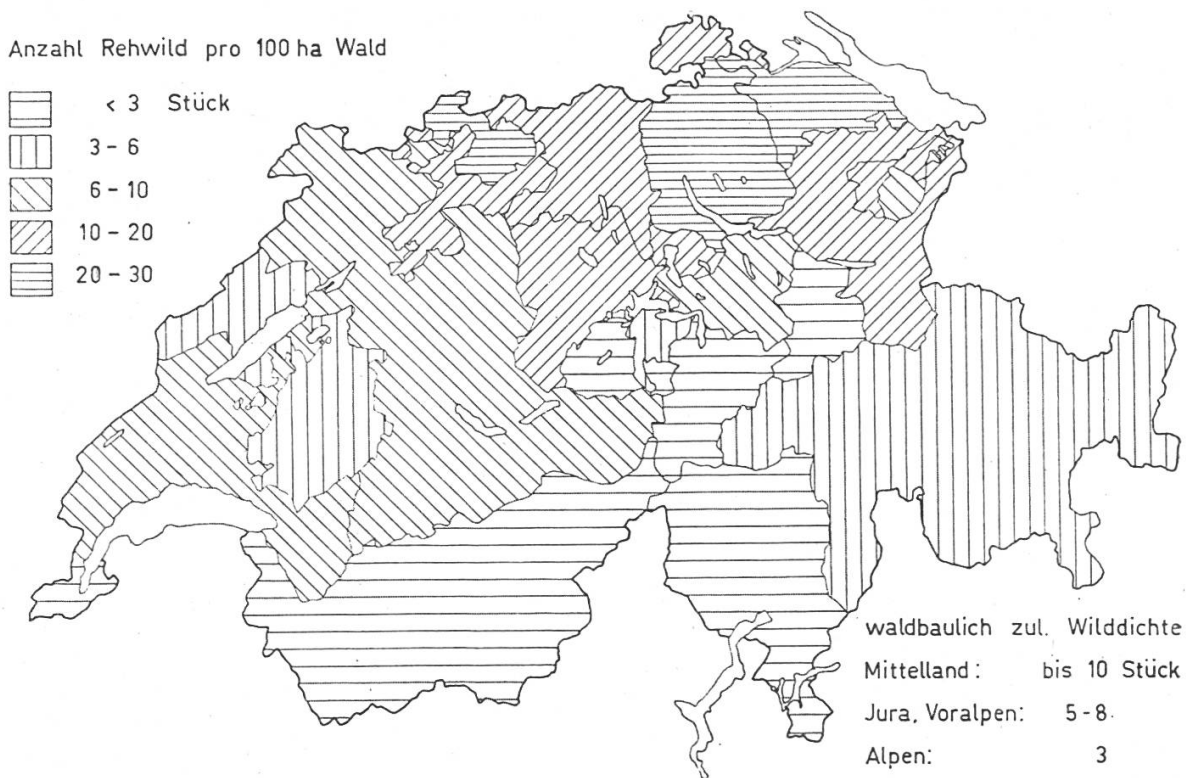 Anzahl Rehwild pro 100 ha Wald
< 3 Stück
3 - 6
6 - 10
10 - 20
20 - 30
waldbaulich zul. Wilddichte
Mittelland: bis 10 Stück
Jura, Voralpen: 5-8
Alpen: 3